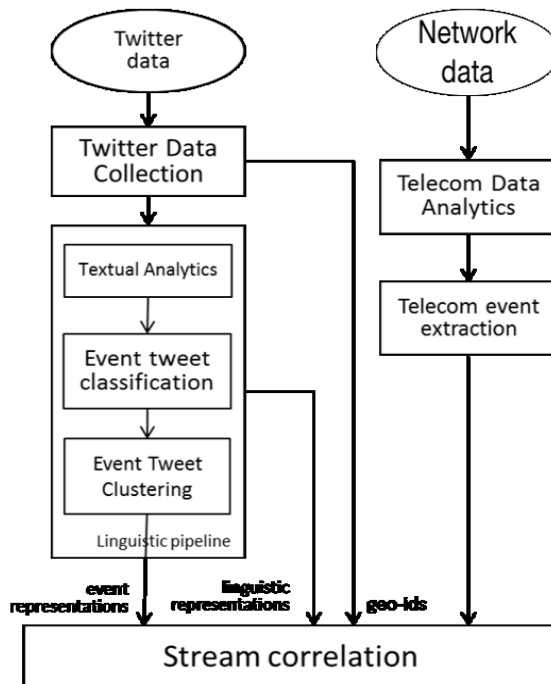 Twitter
data
Network
data
Twitter Data
Collection
Telecom Data
Analytics
Textual Analytics
Telecom event
extraction
Event tweet
classification
Event Tweet
Clustering
Linguistic pipeline
event
representations
linguistic
representations
geo-ids
Stream correlation